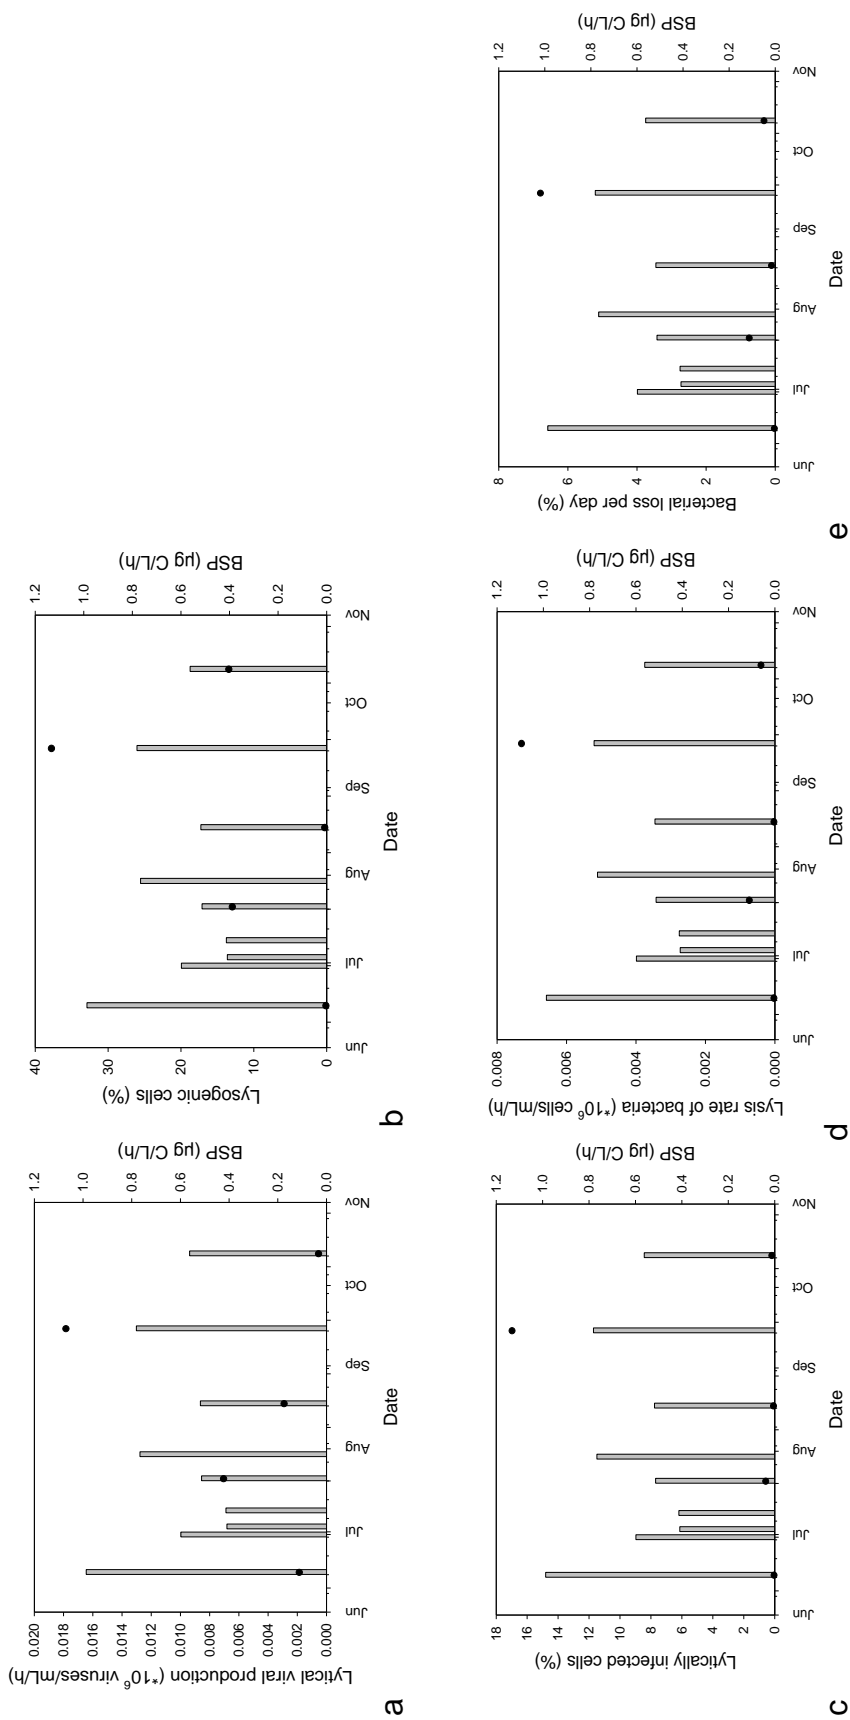 a
Lytical viral production (*10⁶ viruses/mL/h)
0.020
0.018
0.016
0.014
0.012
0.010
0.008
0.006
0.004
0.002
0.000
BSP (µg C/L/h)
1.2
1.0
0.8
0.6
0.4
0.2
0.0
Jun
Jul
Aug
Sep
Oct
Nov
Date
b
Lysogenic cells (%)
40
30
20
10
0
BSP (µg C/L/h)
1.2
1.0
0.8
0.6
0.4
0.2
0.0
Jun
Jul
Aug
Sep
Oct
Nov
Date
c
Lytically infected cells (%)
18
16
14
12
10
8
6
4
2
0
BSP (µg C/L/h)
1.2
1.0
0.8
0.6
0.4
0.2
0.0
Jun
Jul
Aug
Sep
Oct
Nov
Date
d
Lysis rate of bacteria (*10⁶ cells/mL/h)
0.008
0.006
0.004
0.002
0.000
BSP (µg C/L/h)
1.2
1.0
0.8
0.6
0.4
0.2
0.0
Jun
Jul
Aug
Sep
Oct
Nov
Date
e
Bacterial loss per day (%)
8
6
4
2
0
BSP (µg C/L/h)
1.2
1.0
0.8
0.6
0.4
0.2
0.0
Jun
Jul
Aug
Sep
Oct
Nov
Date